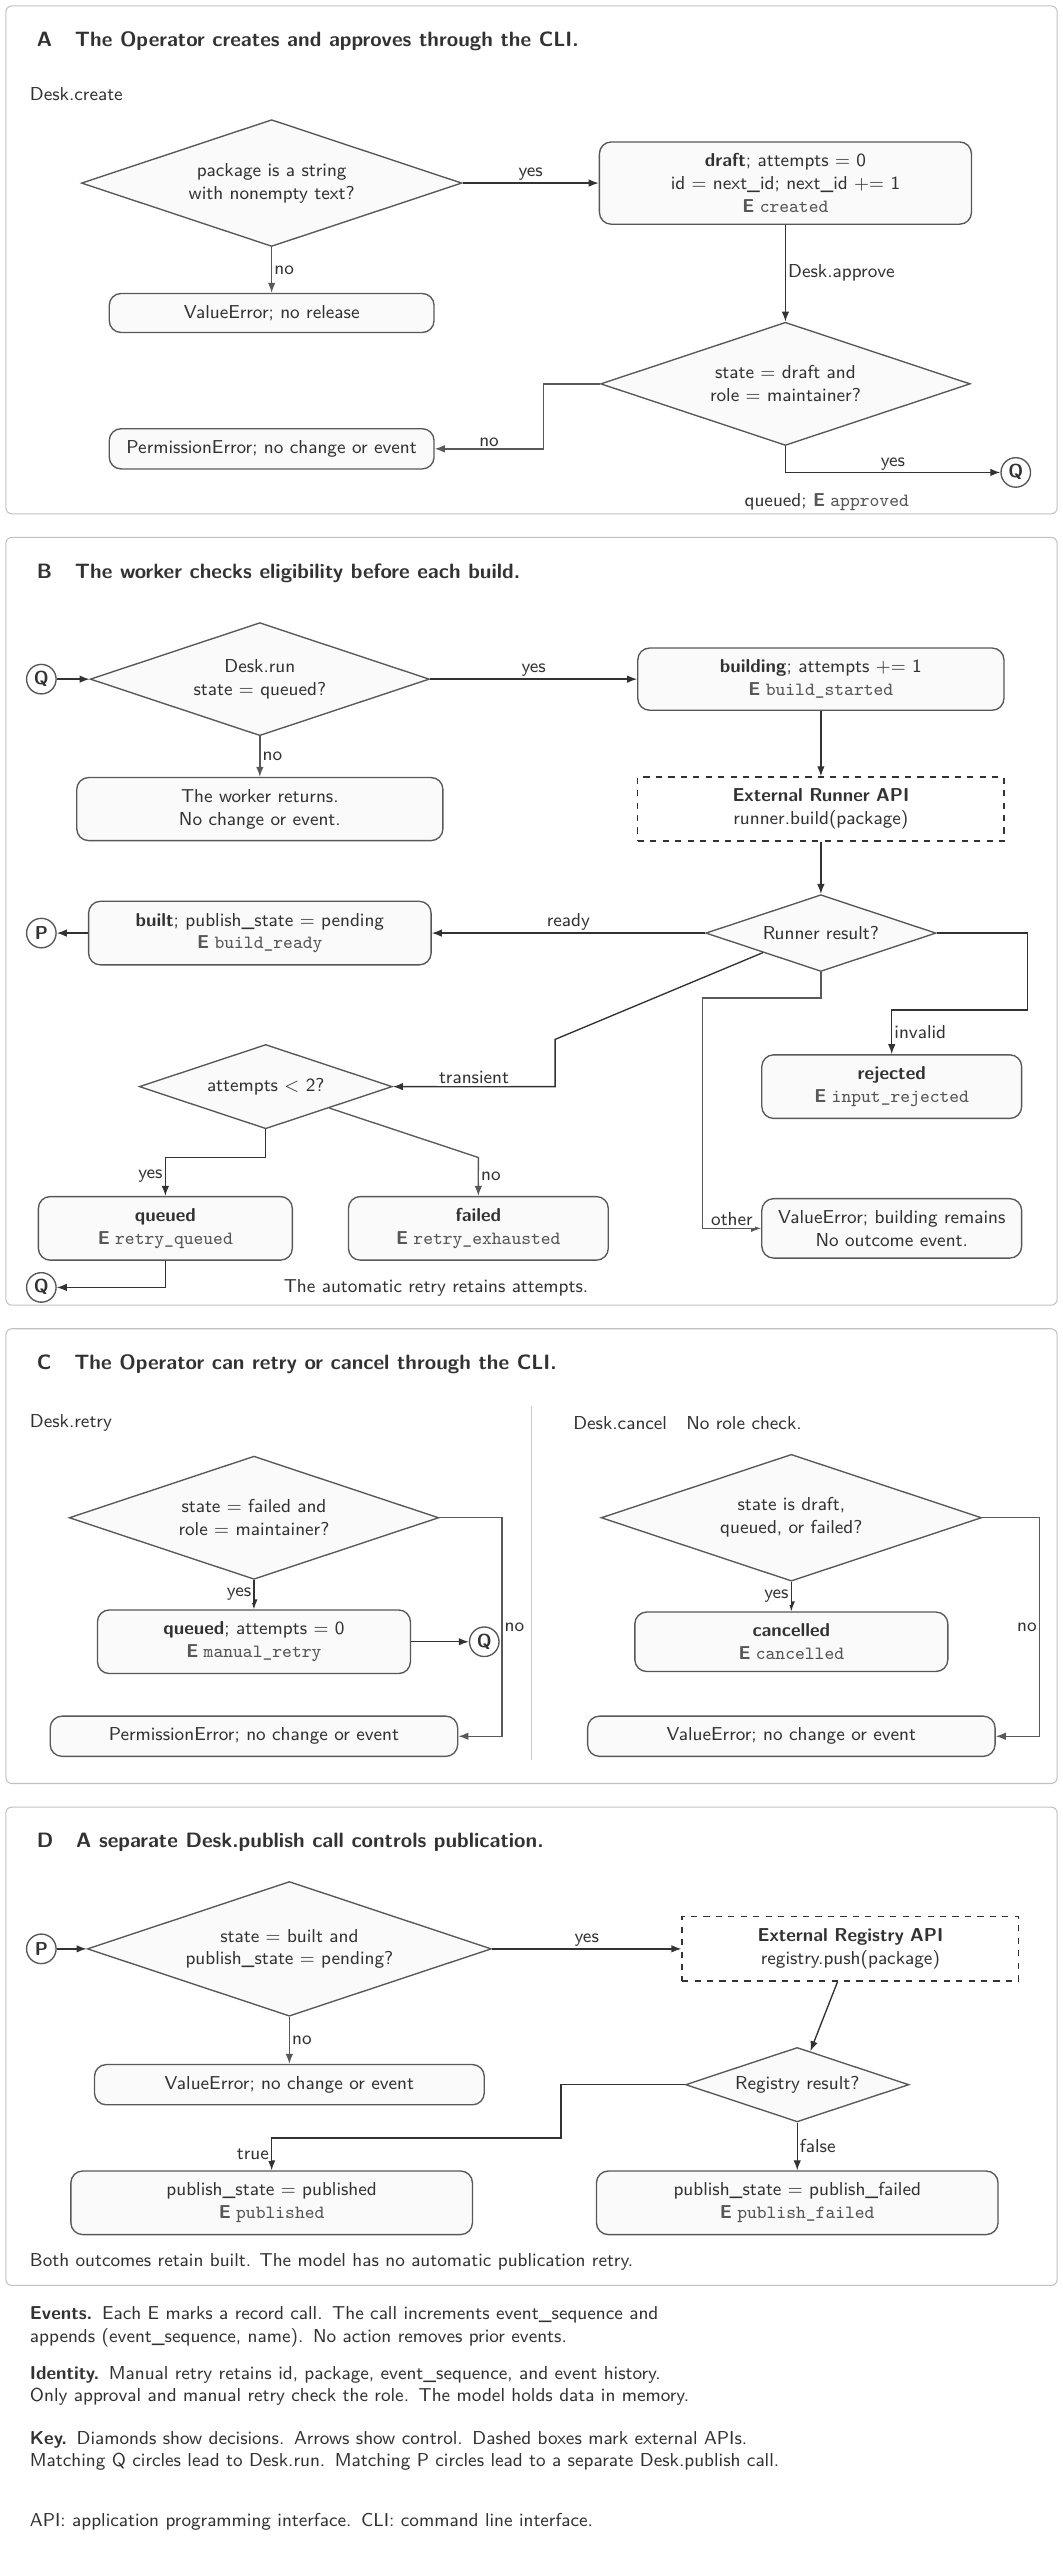 A The Operator creates and approves through the CLI.
Desk.create
package is a string
with nonempty text?
yes
draft; attempts = 0
id = next_id; next_id += 1
E created
no
Desk.approve
ValueError; no release
state = draft and
role = maintainer?
PermissionError; no change or event
no
yes
Q
queued; E approved
B The worker checks eligibility before each build.
Q
Desk.run
state = queued?
yes
building; attempts += 1
E build_started
no
The worker returns.
No change or event.
External Runner API
runner.build(package)
P
built; publish_state = pending
E build_ready
ready
Runner result?
invalid
attempts < 2?
transient
rejected
E input_rejected
yes
no
queued
E retry_queued
failed
E retry_exhausted
other
ValueError; building remains
No outcome event.
Q
The automatic retry retains attempts.
C The Operator can retry or cancel through the CLI.
Desk.retry
state = failed and
role = maintainer?
yes
queued; attempts = 0
E manual_retry
Q
no
PermissionError; no change or event
Desk.cancel No role check.
state is draft,
queued, or failed?
yes
cancelled
E cancelled
no
ValueError; no change or event
D A separate Desk.publish call controls publication.
P
state = built and
publish_state = pending?
yes
External Registry API
registry.push(package)
no
ValueError; no change or event
Registry result?
true
false
publish_state = published
E published
publish_state = publish_failed
E publish_failed
Both outcomes retain built. The model has no automatic publication retry.
Events. Each E marks a record call. The call increments event_sequence and
appends (event_sequence, name). No action removes prior events.
Identity. Manual retry retains id, package, event_sequence, and event history.
Only approval and manual retry check the role. The model holds data in memory.
Key. Diamonds show decisions. Arrows show control. Dashed boxes mark external APIs.
Matching Q circles lead to Desk.run. Matching P circles lead to a separate Desk.publish call.
API: application programming interface. CLI: command line interface.